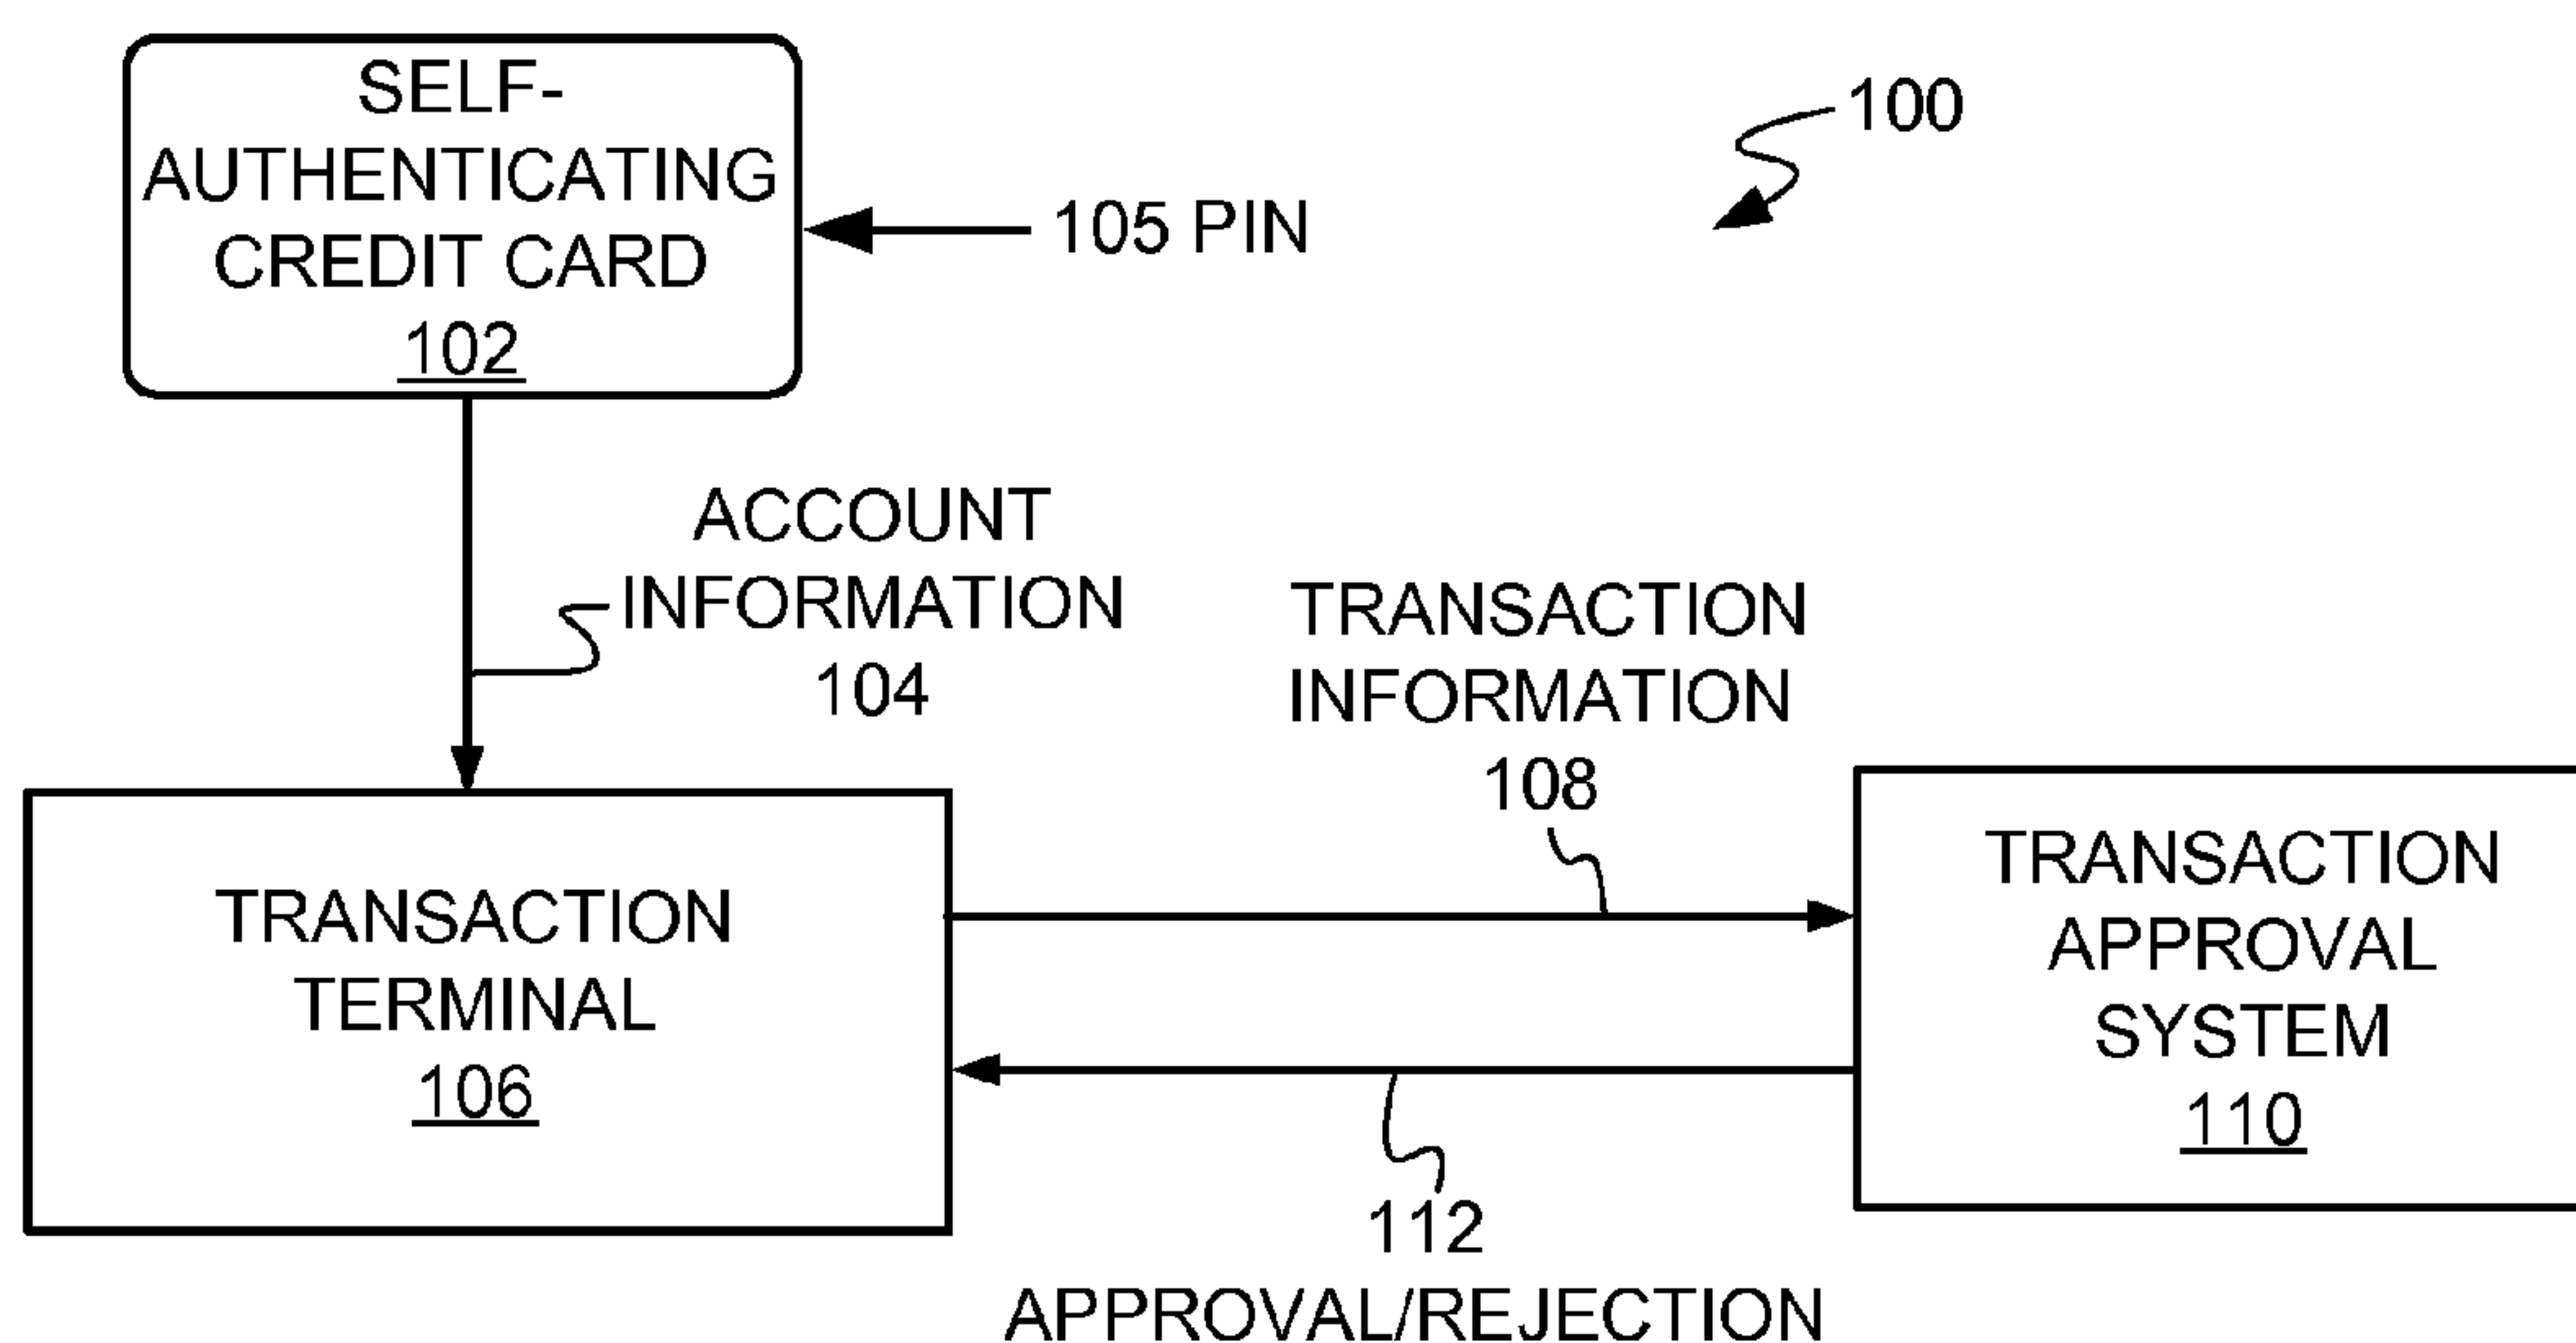 SELF-
AUTHENTICATING
CREDIT CARD
102
105 PIN
100
ACCOUNT
INFORMATION
104
TRANSACTION
INFORMATION
108
TRANSACTION
TERMINAL
106
TRANSACTION
APPROVAL
SYSTEM
110
112
APPROVAL/REJECTION